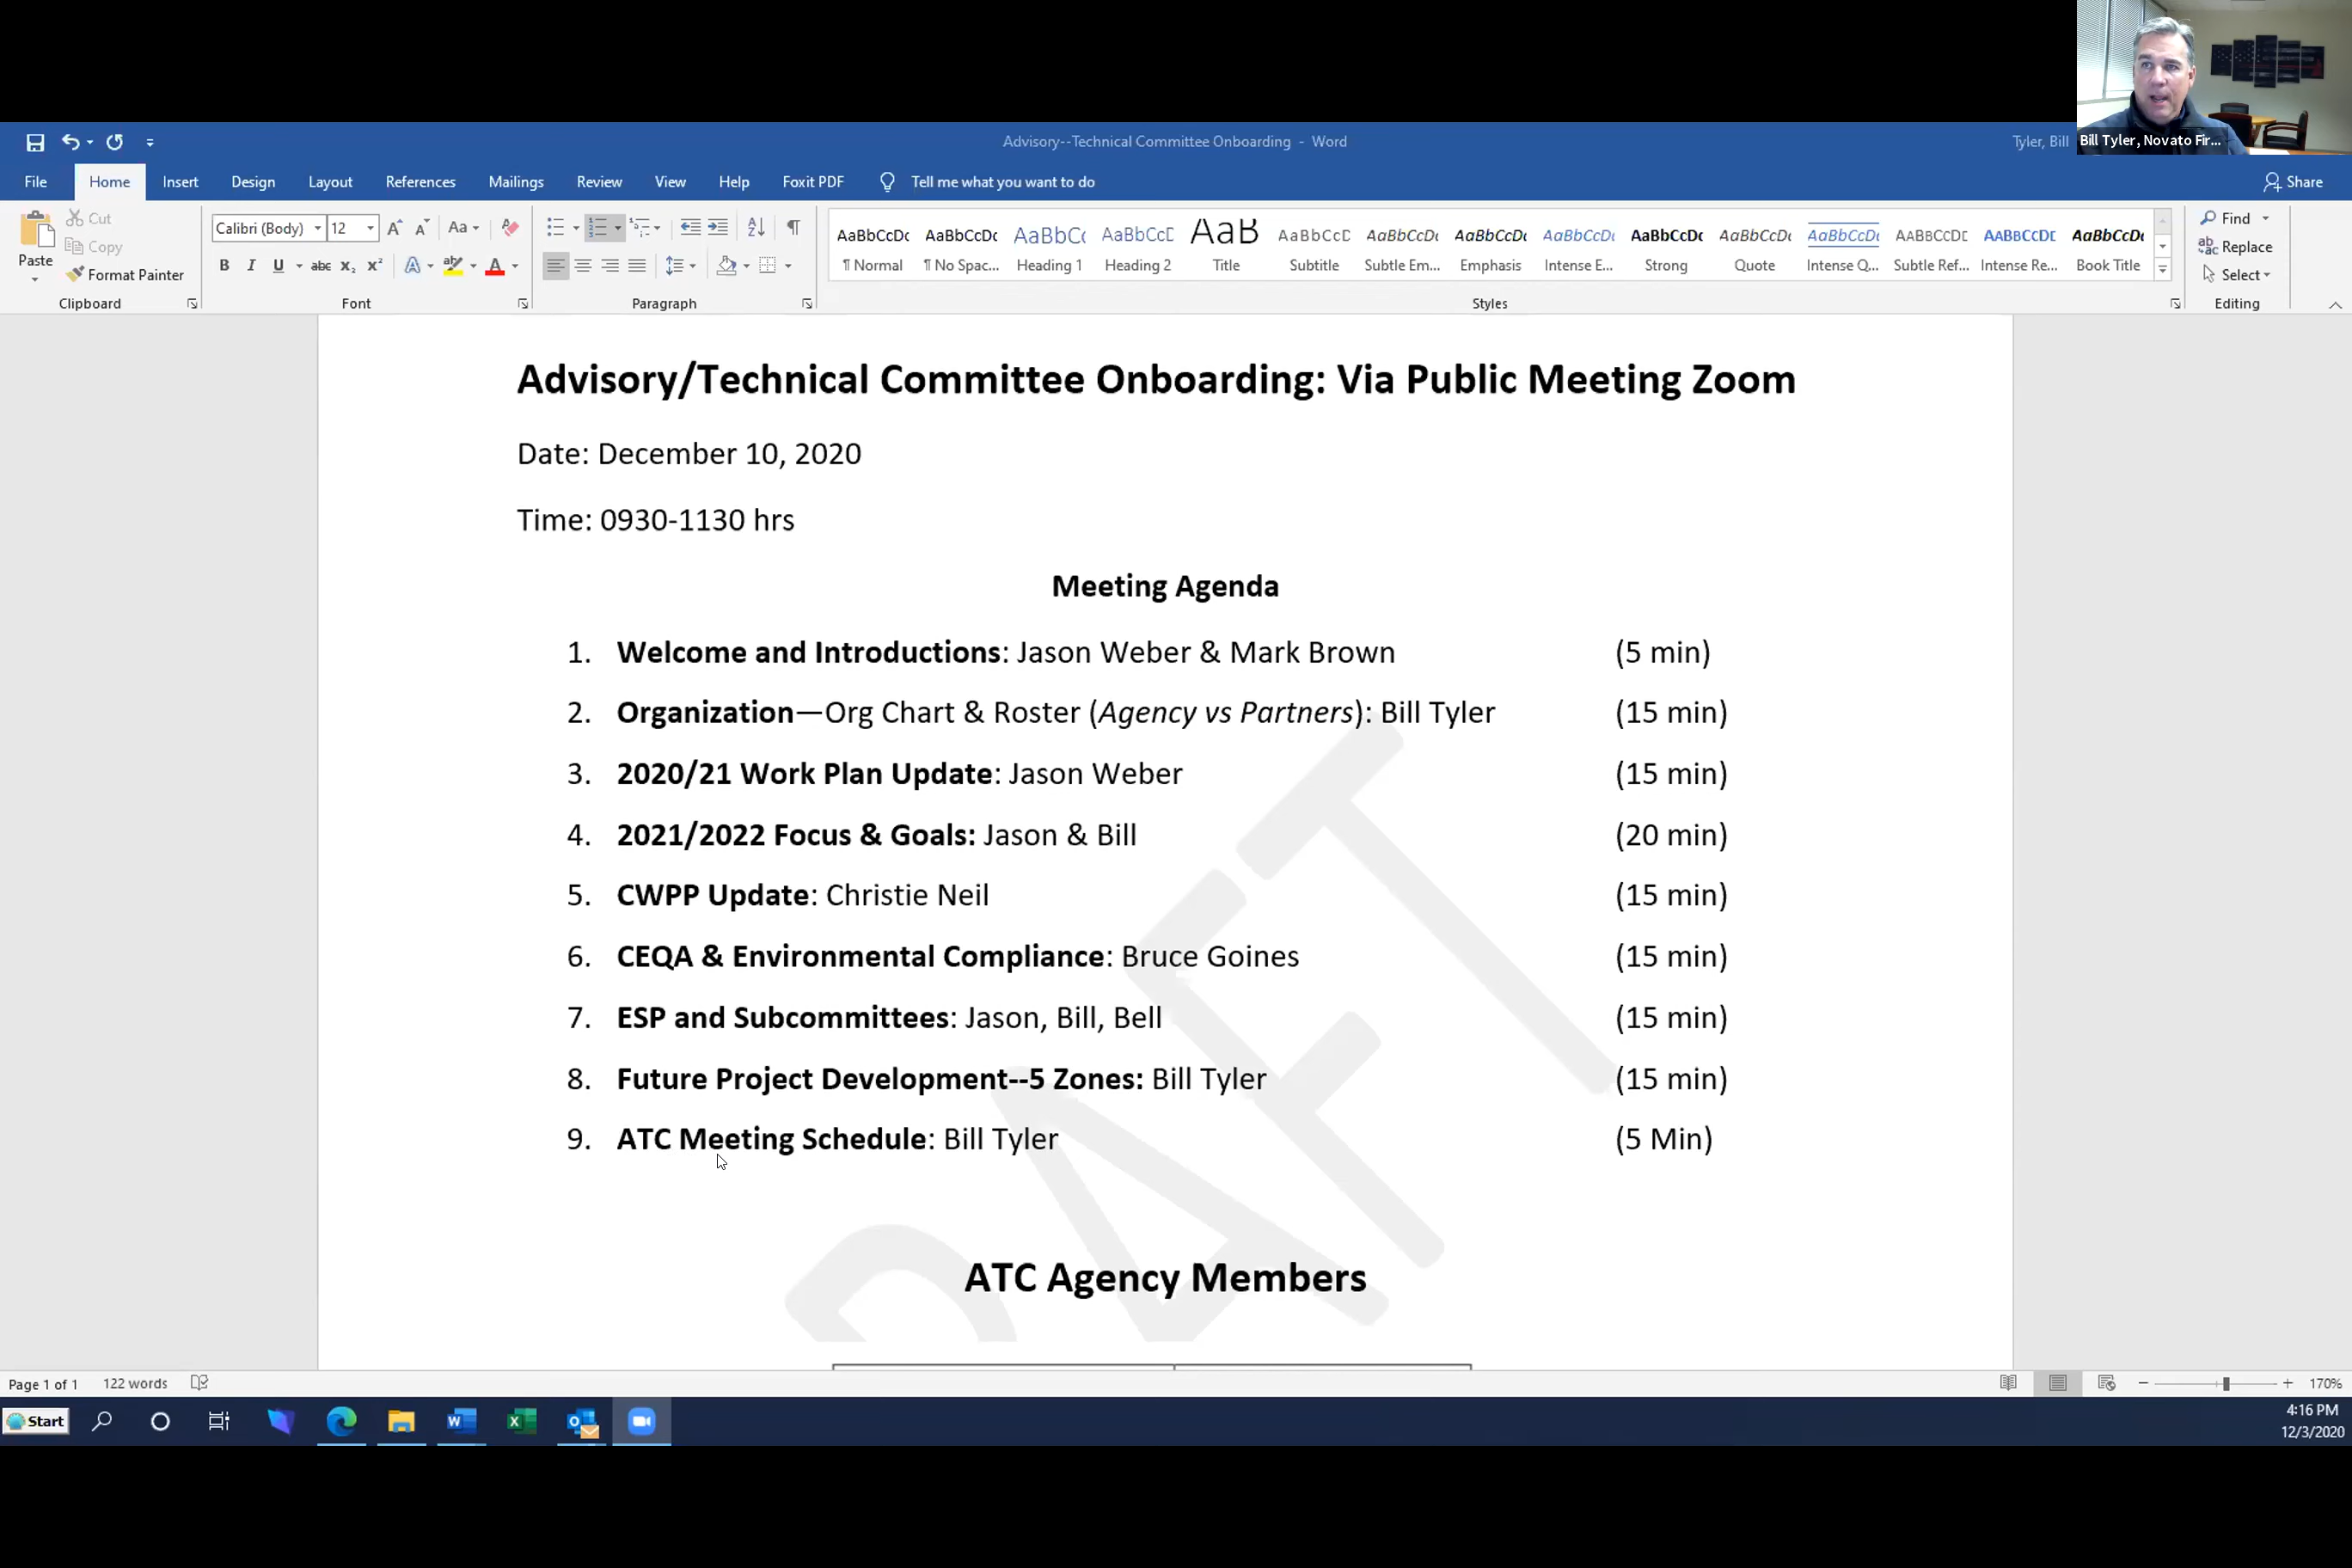 Advisory--Technical Committee Onboarding - Word
Tyler, Bill
Bill Tyler, Novato Fir...
File Home Insert Design Layout References Mailings Review View Help Foxit PDF Tell me what you want to do Share
Paste
Cut
Copy
Format Painter
Clipboard
Calibri (Body) 12
Font
Paragraph
AaBbCcDc AaBbCcDc AaBbCc AaBbCcD AaB AaBbCcD AaBbCcDc AaBbCcDc AaBbCcDc AaBbCcDc AaBbCcDc AaBbCcDc AABBCCDE AABBCCDE AaBbCcDc
¶ Normal ¶ No Spac... Heading 1 Heading 2 Title Subtitle Subtle Em... Emphasis Intense E... Strong Quote Intense Q... Subtle Ref... Intense Re... Book Title
Styles
Find
Replace
Select
Editing
Advisory/Technical Committee Onboarding: Via Public Meeting Zoom
Date: December 10, 2020
Time: 0930-1130 hrs
Meeting Agenda
1. Welcome and Introductions: Jason Weber & Mark Brown (5 min)
2. Organization—Org Chart & Roster (Agency vs Partners): Bill Tyler (15 min)
3. 2020/21 Work Plan Update: Jason Weber (15 min)
4. 2021/2022 Focus & Goals: Jason & Bill (20 min)
5. CWPP Update: Christie Neil (15 min)
6. CEQA & Environmental Compliance: Bruce Goines (15 min)
7. ESP and Subcommittees: Jason, Bill, Bell (15 min)
8. Future Project Development--5 Zones: Bill Tyler (15 min)
9. ATC Meeting Schedule: Bill Tyler (5 Min)
DRAFT
ATC Agency Members
Page 1 of 1 122 words 170%
Start
4:16 PM
12/3/2020